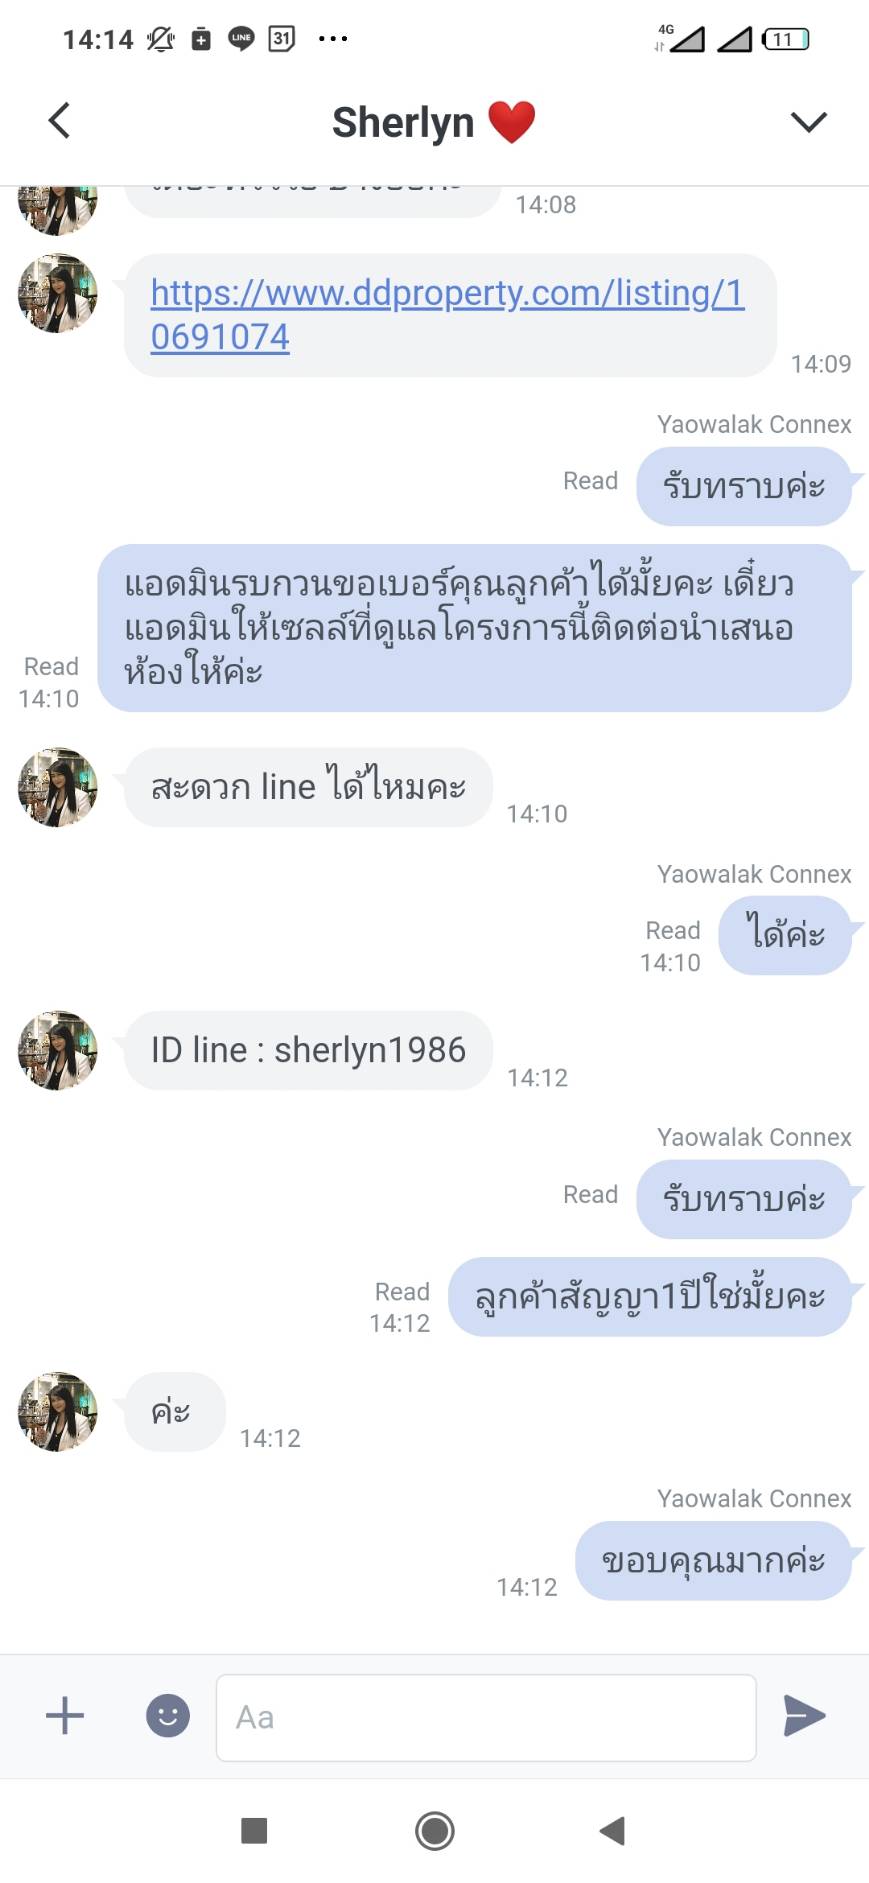 14:14
LINE
31
4G
11
Sherlyn ❤️
14:08
https://www.ddproperty.com/listing/1
0691074
14:09
Yaowalak Connex
Read
รับทราบค่ะ
แอดมินรบกวนขอเบอร์คุณลูกค้าได้มั้ยคะ เดี๋ยว
แอดมินให้เซลล์ที่ดูแลโครงการนี้ติดต่อนำเสนอ
ห้องให้ค่ะ
Read
14:10
สะดวก line ได้ไหมคะ
14:10
Yaowalak Connex
Read
14:10
ได้ค่ะ
ID line : sherlyn1986
14:12
Yaowalak Connex
Read
รับทราบค่ะ
Read
14:12
ลูกค้าสัญญา1ปีใช่มั้ยคะ
ค่ะ
14:12
Yaowalak Connex
14:12
ขอบคุณมากค่ะ
Aa